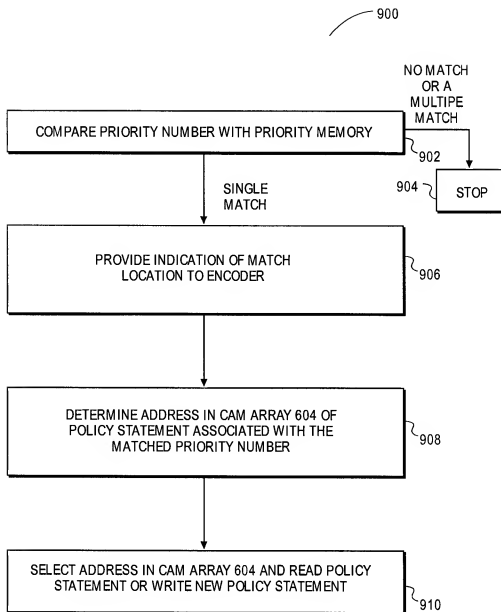 900
NO MATCH
OR A
MULTIPE
MATCH
COMPARE PRIORITY NUMBER WITH PRIORITY MEMORY
902
904
STOP
SINGLE
MATCH
PROVIDE INDICATION OF MATCH
LOCATION TO ENCODER
906
DETERMINE ADDRESS IN CAM ARRAY 604 OF
POLICY STATEMENT ASSOCIATED WITH THE
MATCHED PRIORITY NUMBER
908
SELECT ADDRESS IN CAM ARRAY 604 AND READ POLICY
STATEMENT OR WRITE NEW POLICY STATEMENT
910